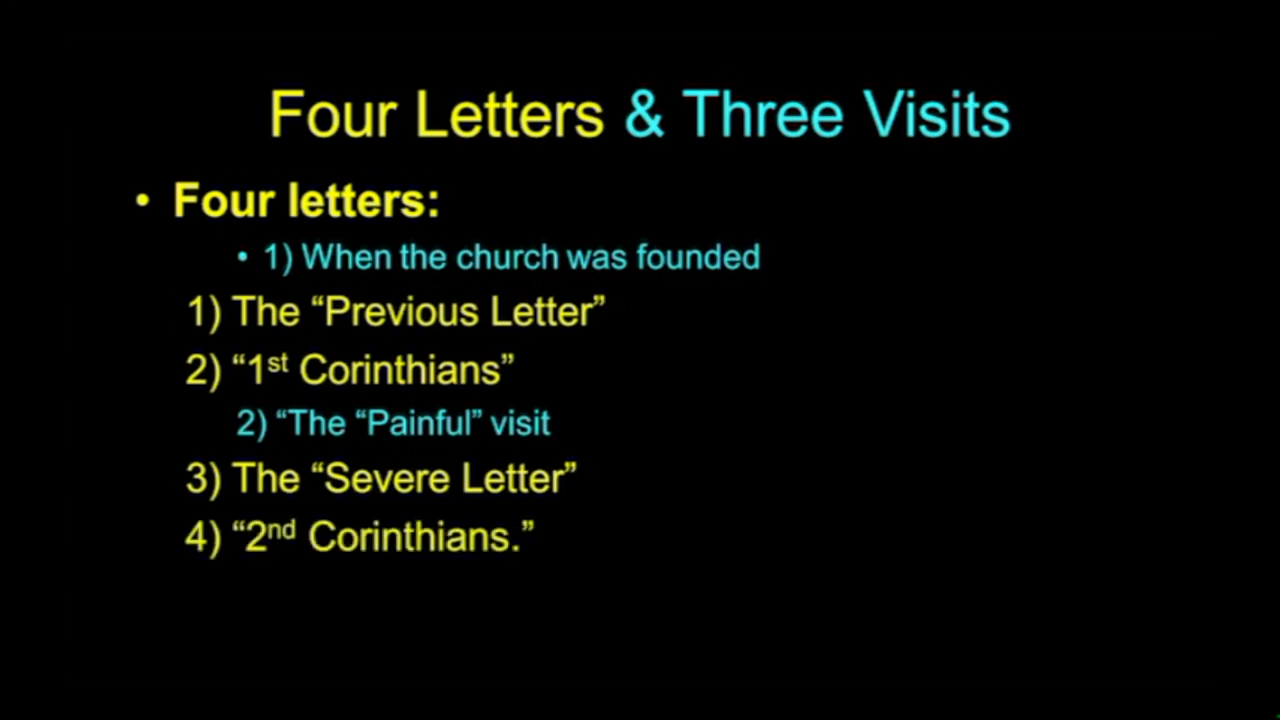 Four Letters & Three Visits
• Four letters:
• 1) When the church was founded
1) The “Previous Letter”
2) “1st Corinthians”
2) “The “Painful” visit
3) The “Severe Letter”
4) “2nd Corinthians.”